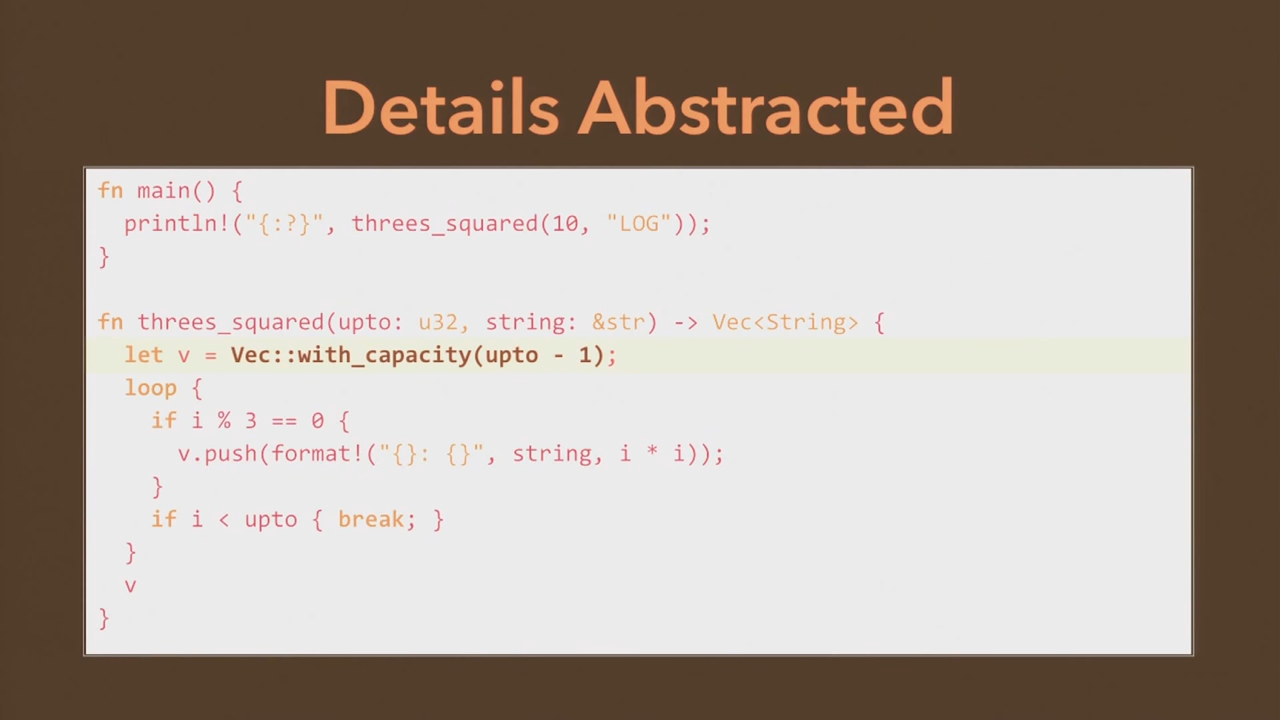 Details Abstracted
fn main() {
  println!("{:?}", threes_squared(10, "LOG"));
}
fn threes_squared(upto: u32, string: &str) -> Vec<String> {
  let v = Vec::with_capacity(upto - 1);
  loop {
    if i % 3 == 0 {
      v.push(format!("{}: {}", string, i * i));
    }
    if i < upto { break; }
  }
  v
}